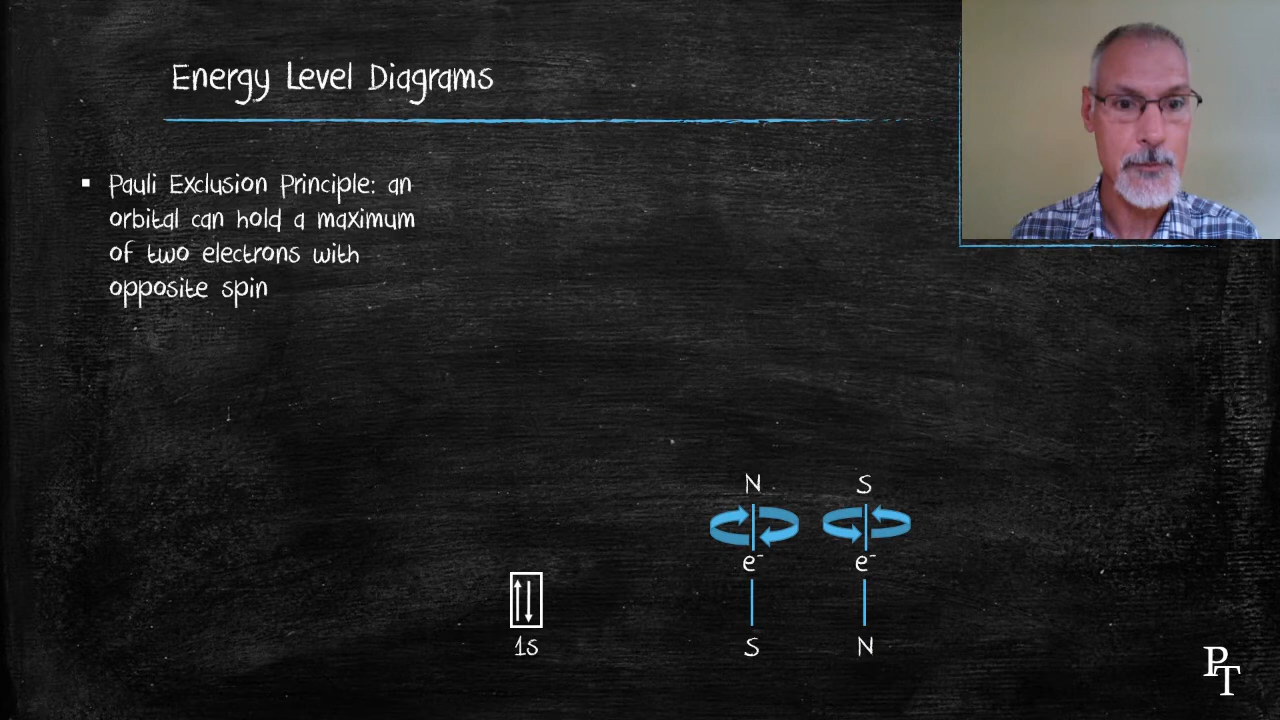 Energy Level Diagrams
▪ Pauli Exclusion Principle: an
orbital can hold a maximum
of two electrons with
opposite spin
N S
e⁻ e⁻
1s S N
PT